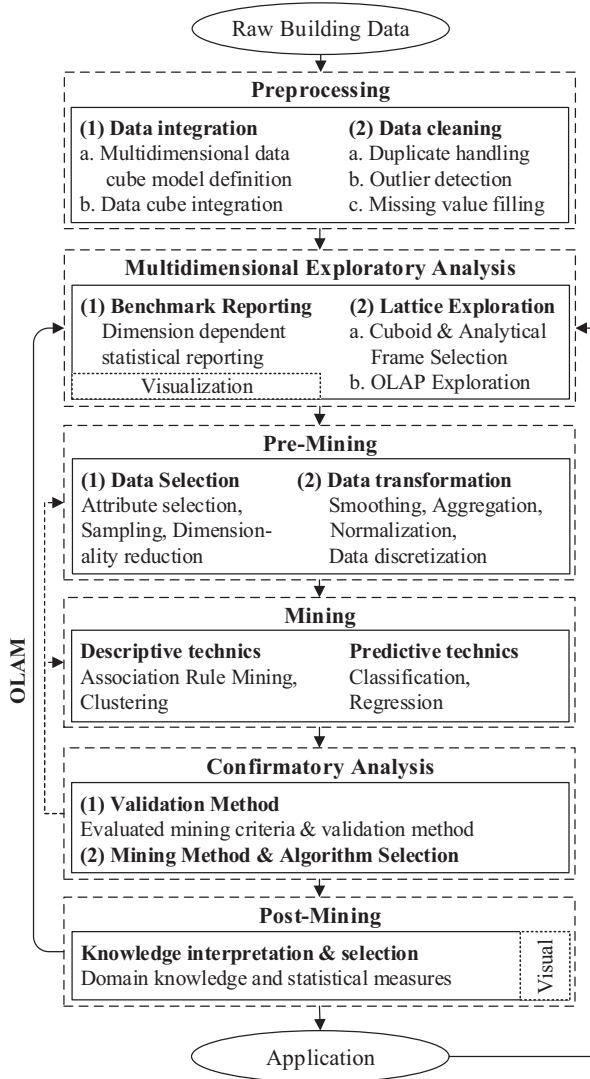 Raw Building Data
Preprocessing
(1) Data integration
a. Multidimensional data
cube model definition
b. Data cube integration
(2) Data cleaning
a. Duplicate handling
b. Outlier detection
c. Missing value filling
Multidimensional Exploratory Analysis
(1) Benchmark Reporting
Dimension dependent
statistical reporting
Visualization
(2) Lattice Exploration
a. Cuboid & Analytical
Frame Selection
b. OLAP Exploration
Pre-Mining
(1) Data Selection
Attribute selection,
Sampling, Dimension-
ality reduction
(2) Data transformation
Smoothing, Aggregation,
Normalization,
Data discretization
Mining
Descriptive technics
Association Rule Mining,
Clustering
Predictive technics
Classification,
Regression
OLAM
Confirmatory Analysis
(1) Validation Method
Evaluated mining criteria & validation method
(2) Mining Method & Algorithm Selection
Post-Mining
Knowledge interpretation & selection
Domain knowledge and statistical measures
Visual
Application